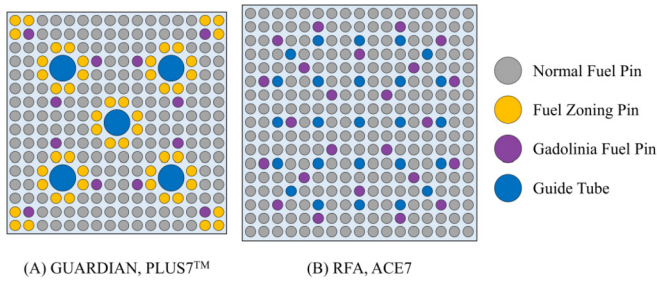 Normal Fuel Pin
Fuel Zoning Pin
Gadolinia Fuel Pin
Guide Tube
(A) GUARDIAN, PLUS7™
(B) RFA, ACE7